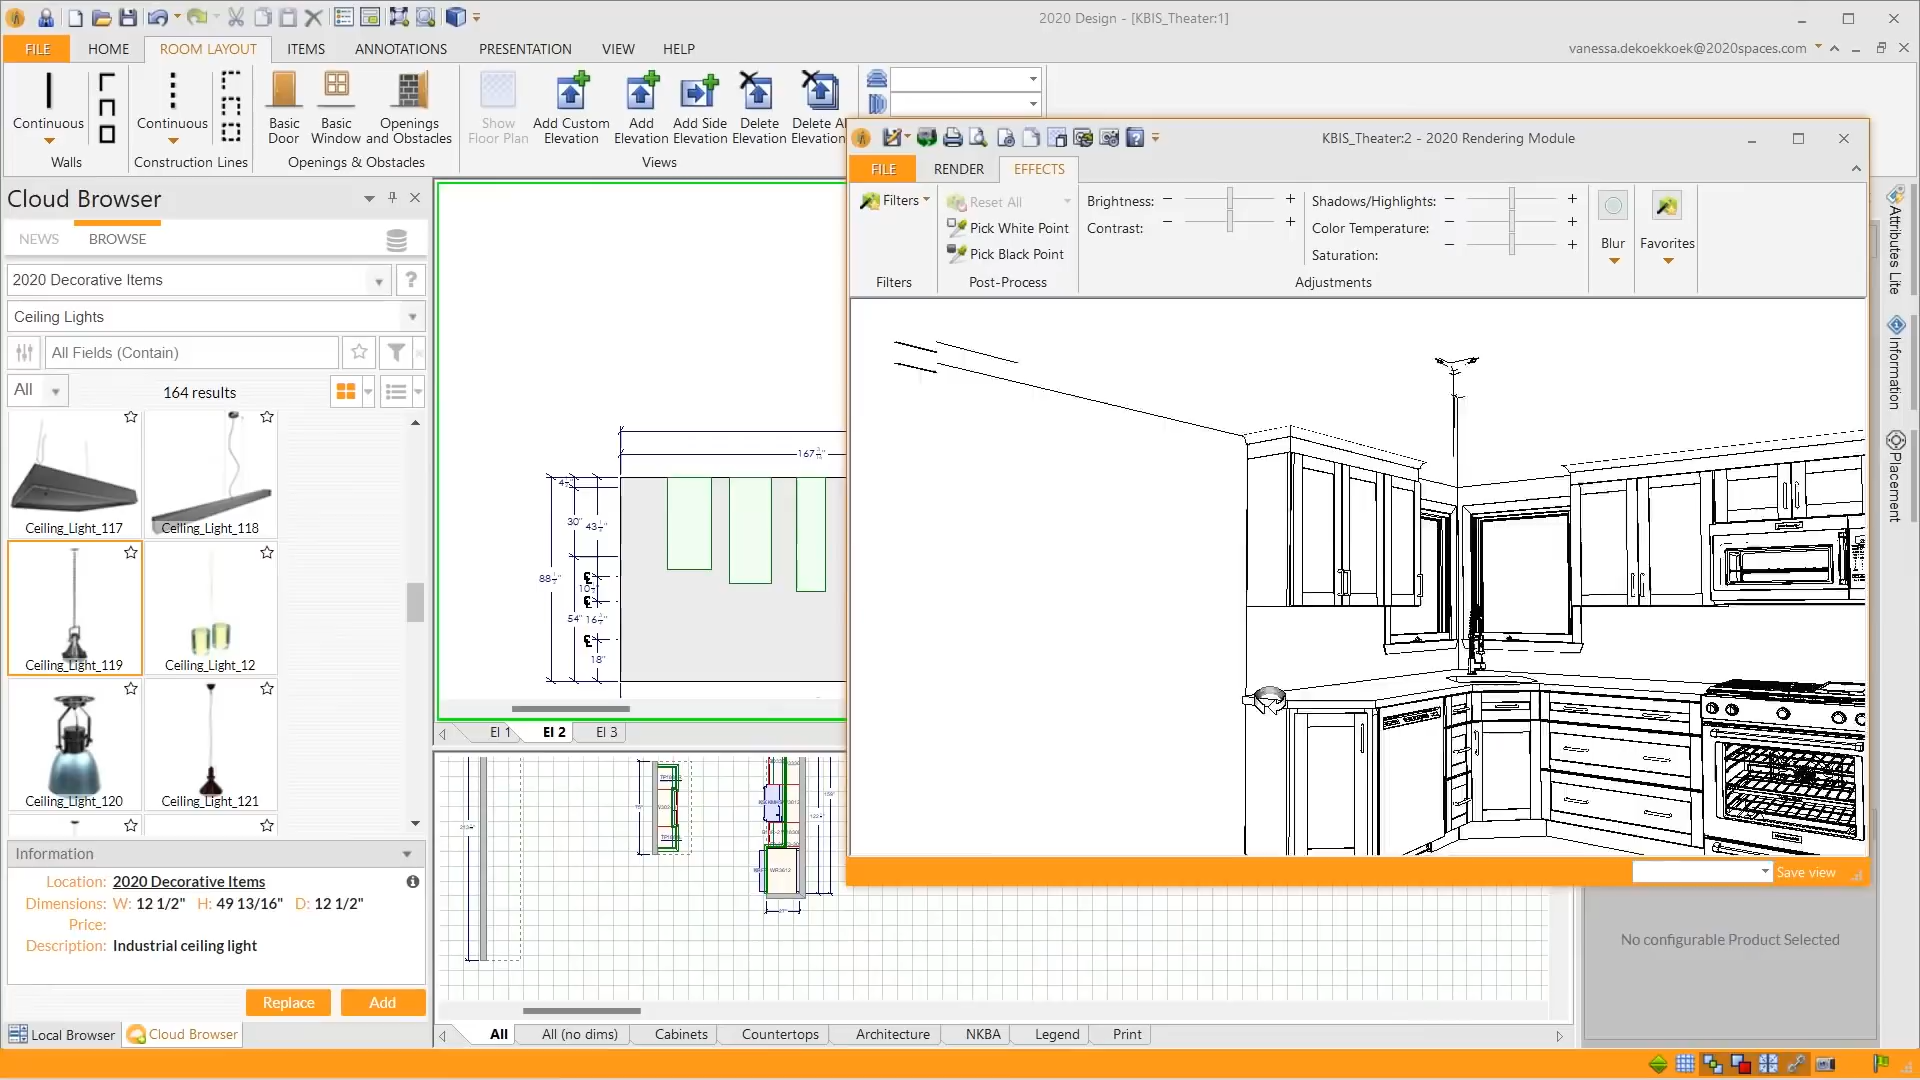 2020 Design - [KBIS_Theater:1]
FILE HOME ROOM LAYOUT ITEMS ANNOTATIONS PRESENTATION VIEW HELP
vanessa.dekoekkoek@2020spaces.com
Continuous
Walls
Continuous
Construction Lines
Basic Door
Basic Window
Openings and Obstacles
Openings & Obstacles
Show Floor Plan
Add Custom Elevation
Add Elevation
Add Side Elevation
Delete Elevation
Delete A
Elevation
Views
Cloud Browser
NEWS BROWSE
2020 Decorative Items
?
Ceiling Lights
All Fields (Contain)
All
164 results
Ceiling_Light_117
Ceiling_Light_118
Ceiling_Light_119
Ceiling_Light_12
Ceiling_Light_120
Ceiling_Light_121
Information
Location: 2020 Decorative Items
Dimensions: W: 12 1/2" H: 49 13/16" D: 12 1/2"
Price:
Description: Industrial ceiling light
Replace Add
Local Browser Cloud Browser
30"
54"
18"
El 1 El 2 El 3
All All (no dims) Cabinets Countertops Architecture NKBA Legend Print
KBIS_Theater:2 - 2020 Rendering Module
FILE RENDER EFFECTS
Filters
Filters
Reset All
Pick White Point
Pick Black Point
Post-Process
Brightness:
Contrast:
Shadows/Highlights:
Color Temperature:
Saturation:
Adjustments
Blur
Favorites
Save view
No configurable Product Selected
Attributes Lite
Information
Placement